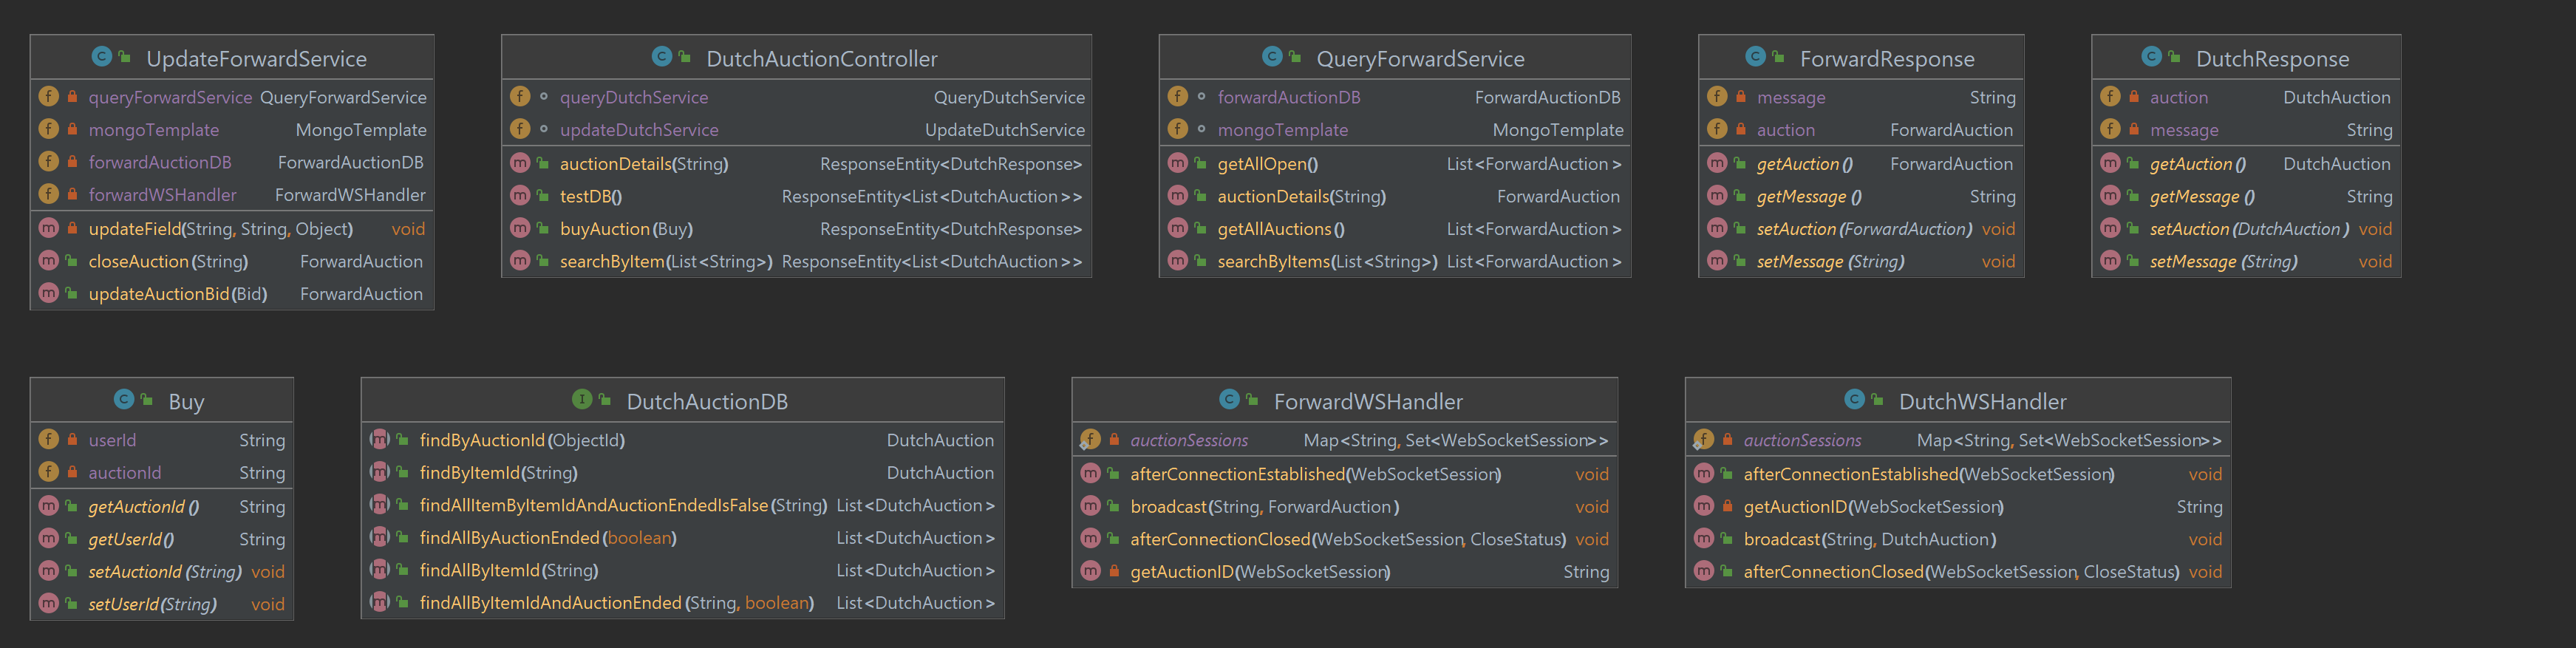 UpdateForwardService
queryForwardService QueryForwardService
mongoTemplate MongoTemplate
forwardAuctionDB ForwardAuctionDB
forwardWSHandler ForwardWSHandler
updateField(String, String, Object) void
closeAuction(String) ForwardAuction
updateAuctionBid(Bid) ForwardAuction
DutchAuctionController
queryDutchService QueryDutchService
updateDutchService UpdateDutchService
auctionDetails(String) ResponseEntity<DutchResponse>
testDB() ResponseEntity<List<DutchAuction>>
buyAuction(Buy) ResponseEntity<DutchResponse>
searchByItem(List<String>) ResponseEntity<List<DutchAuction>>
QueryForwardService
forwardAuctionDB ForwardAuctionDB
mongoTemplate MongoTemplate
getAllOpen() List<ForwardAuction>
auctionDetails(String) ForwardAuction
getAllAuctions() List<ForwardAuction>
searchByItems(List<String>) List<ForwardAuction>
ForwardResponse
message String
auction ForwardAuction
getAuction() ForwardAuction
getMessage() String
setAuction(ForwardAuction) void
setMessage(String) void
DutchResponse
auction DutchAuction
message String
getAuction() DutchAuction
getMessage() String
setAuction(DutchAuction) void
setMessage(String) void
Buy
userId String
auctionId String
getAuctionId() String
getUserId() String
setAuctionId(String) void
setUserId(String) void
DutchAuctionDB
findByAuctionId(ObjectId) DutchAuction
findByItemId(String) DutchAuction
findAllItemByItemIdAndAuctionEndedIsFalse(String) List<DutchAuction>
findAllByAuctionEnded(boolean) List<DutchAuction>
findAllByItemId(String) List<DutchAuction>
findAllByItemIdAndAuctionEnded(String, boolean) List<DutchAuction>
ForwardWSHandler
auctionSessions Map<String, Set<WebSocketSession>>
afterConnectionEstablished(WebSocketSession) void
broadcast(String, ForwardAuction) void
afterConnectionClosed(WebSocketSession, CloseStatus) void
getAuctionID(WebSocketSession) String
DutchWSHandler
auctionSessions Map<String, Set<WebSocketSession>>
afterConnectionEstablished(WebSocketSession) void
getAuctionID(WebSocketSession) String
broadcast(String, DutchAuction) void
afterConnectionClosed(WebSocketSession, CloseStatus) void